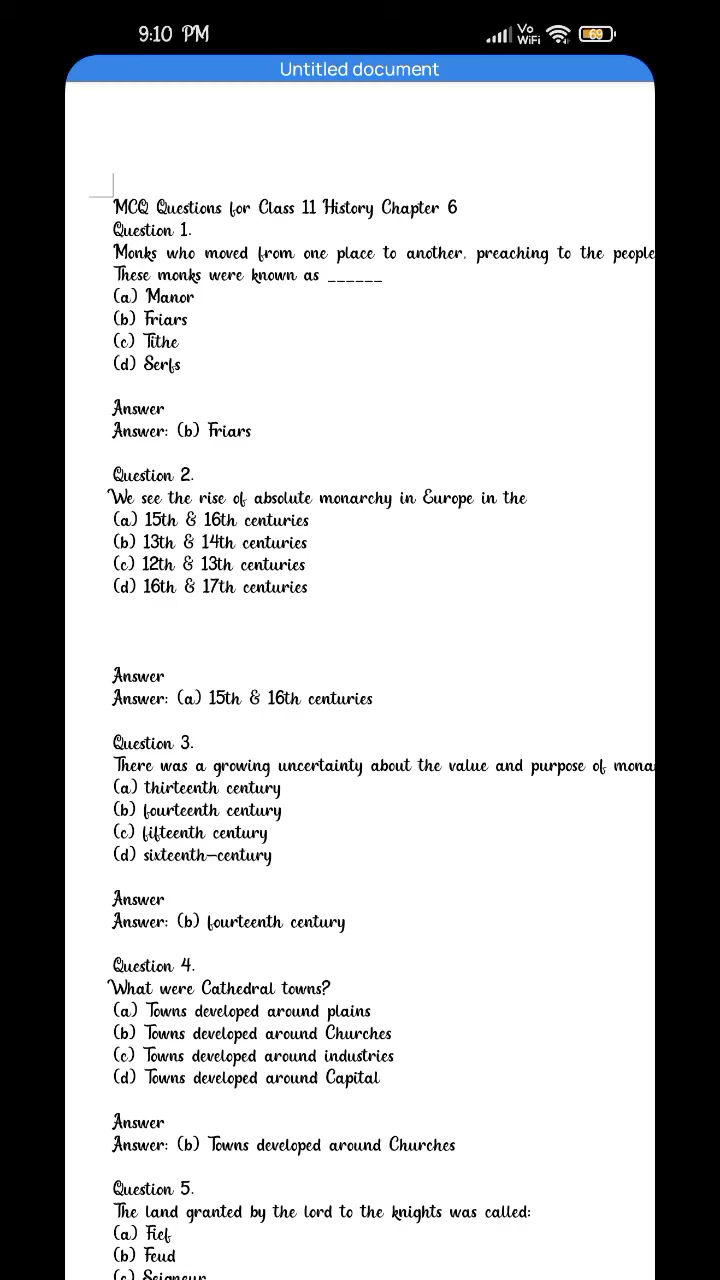 9:10 PM
Vo WiFi
69
Untitled document
MCQ Questions for Class 11 History Chapter 6
Question 1.
Monks who moved from one place to another, preaching to the people
These monks were known as ______
(a) Manor
(b) Friars
(c) Tithe
(d) Serfs
Answer
Answer: (b) Friars
Question 2.
We see the rise of absolute monarchy in Europe in the
(a) 15th & 16th centuries
(b) 13th & 14th centuries
(c) 12th & 13th centuries
(d) 16th & 17th centuries
Answer
Answer: (a) 15th & 16th centuries
Question 3.
There was a growing uncertainty about the value and purpose of mona
(a) thirteenth century
(b) fourteenth century
(c) fifteenth century
(d) sixteenth-century
Answer
Answer: (b) fourteenth century
Question 4.
What were Cathedral towns?
(a) Towns developed around plains
(b) Towns developed around Churches
(c) Towns developed around industries
(d) Towns developed around Capital
Answer
Answer: (b) Towns developed around Churches
Question 5.
The land granted by the lord to the knights was called:
(a) Fief
(b) Feud
(c) Seigneur